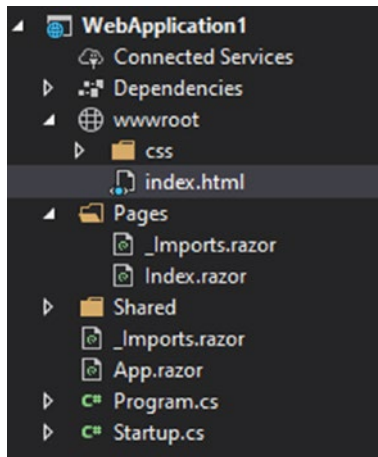 WebApplication1
Connected Services
Dependencies
wwwroot
css
index.html
Pages
_Imports.razor
Index.razor
Shared
_Imports.razor
App.razor
C# Program.cs
C# Startup.cs